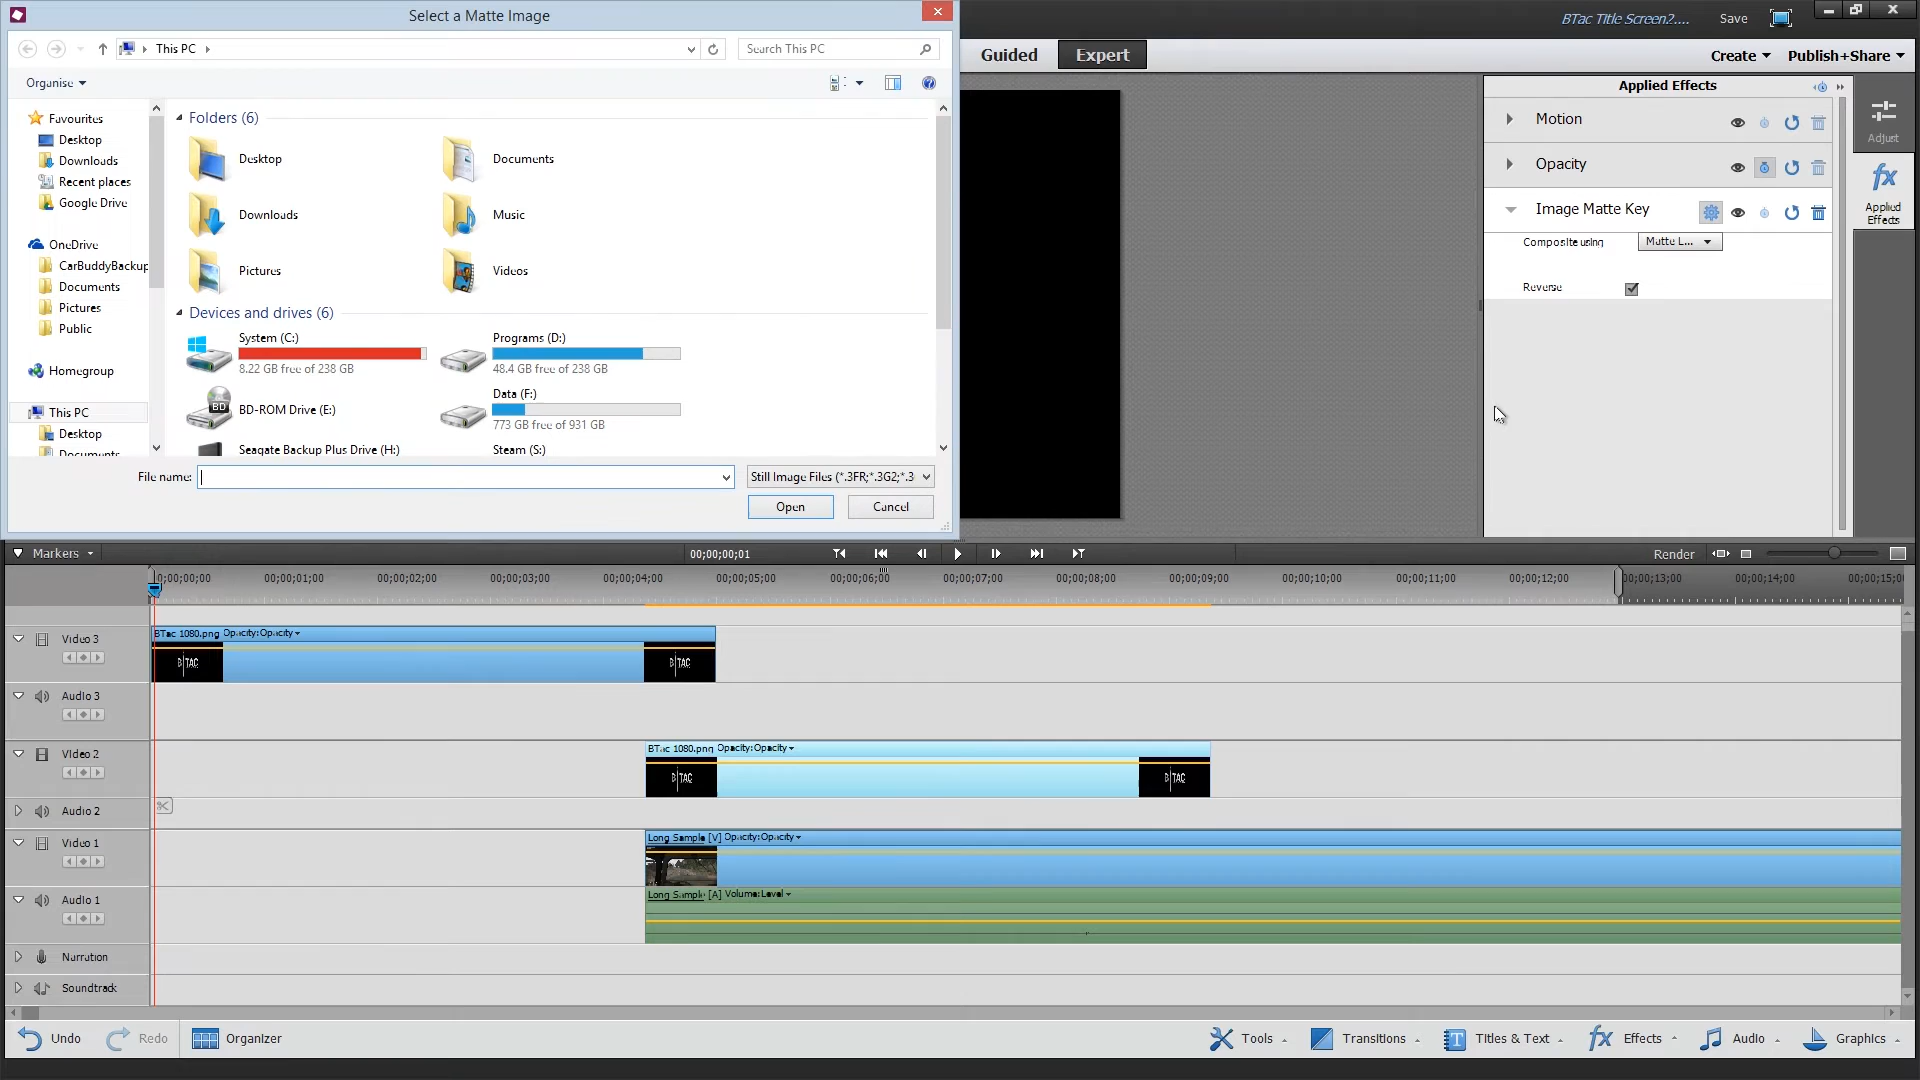 Select a Matte Image
BTac Title Screen2....
Save
This PC
Search This PC
Guided
Expert
Create
Publish+Share
Organise
Applied Effects
Favourites
Desktop
Downloads
Recent places
Google Drive
OneDrive
CarBuddyBackup
Documents
Pictures
Public
Homegroup
This PC
Desktop
Documents
Folders (6)
Desktop
Documents
Downloads
Music
Pictures
Videos
Devices and drives (6)
System (C:)
8.22 GB free of 238 GB
Programs (D:)
48.4 GB free of 238 GB
BD-ROM Drive (E:)
Data (F:)
773 GB free of 931 GB
Seagate Backup Plus Drive (H:)
Steam (S:)
File name:
Still Image Files (*.3FR;*.3G2;*.3
Open
Cancel
Motion
Opacity
Image Matte Key
Composite using
Matte L...
Reverse
Adjust
fx
Applied
Effects
Markers
00;00;00;01
Render
0;00;00;00
00;00;01;00
00;00;02;00
00;00;03;00
00;00;04;00
00;00;05;00
00;00;06;00
00;00;07;00
00;00;08;00
00;00;09;00
00;00;10;00
00;00;11;00
00;00;12;00
00;00;13;00
00;00;14;00
00;00;15;00
Video 3
BTac 1080.png Opacity:Opacity
B|TAC
B|TAC
Audio 3
Video 2
BTac 1080.png Opacity:Opacity
B|TAC
B|TAC
Audio 2
Video 1
Long Sample [V] Opacity:Opacity
Audio 1
Long Sample [A] Volume:Level
Narration
Soundtrack
Undo
Redo
Organizer
Tools
Transitions
T
Titles & Text
fx
Effects
Audio
Graphics